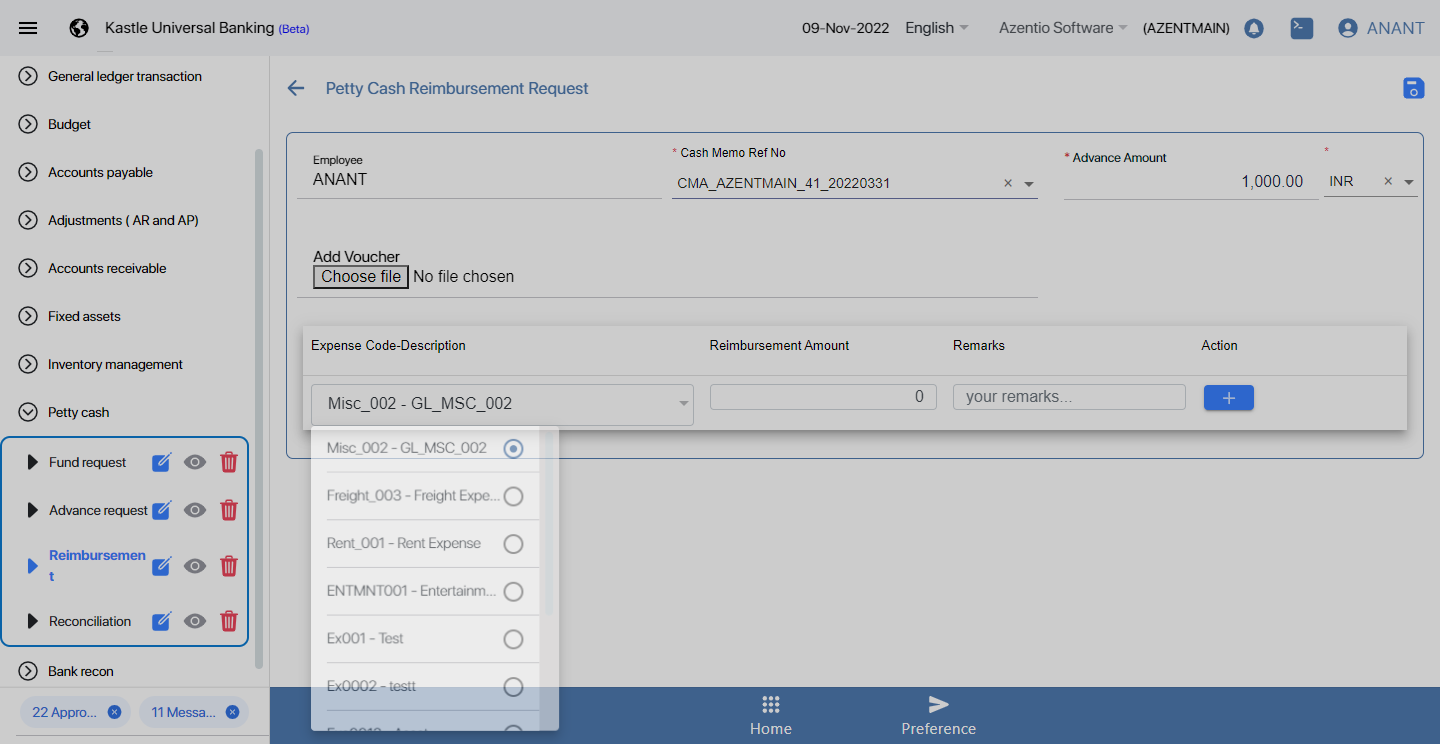 Kastle Universal Banking (Beta)
09-Nov-2022
English
Azentio Software
(AZENTMAIN)
ANANT
General ledger transaction
Budget
Accounts payable
Adjustments ( AR and AP)
Accounts receivable
Fixed assets
Inventory management
Petty cash
Fund request
Advance request
Reimbursemen
t
Reconciliation
Bank recon
22 Appro...
11 Messa...
Petty Cash Reimbursement Request
Employee
ANANT
* Cash Memo Ref No
CMA_AZENTMAIN_41_20220331
* Advance Amount
1,000.00
*
INR
Add Voucher
Choose file No file chosen
Expense Code-Description
Reimbursement Amount
Remarks
Action
Misc_002 - GL_MSC_002
0
your remarks...
Misc_002 - GL_MSC_002
Freight_003 - Freight Expe...
Rent_001 - Rent Expense
ENTMNT001 - Entertainm...
Ex001 - Test
Ex0002 - testt
Home
Preference